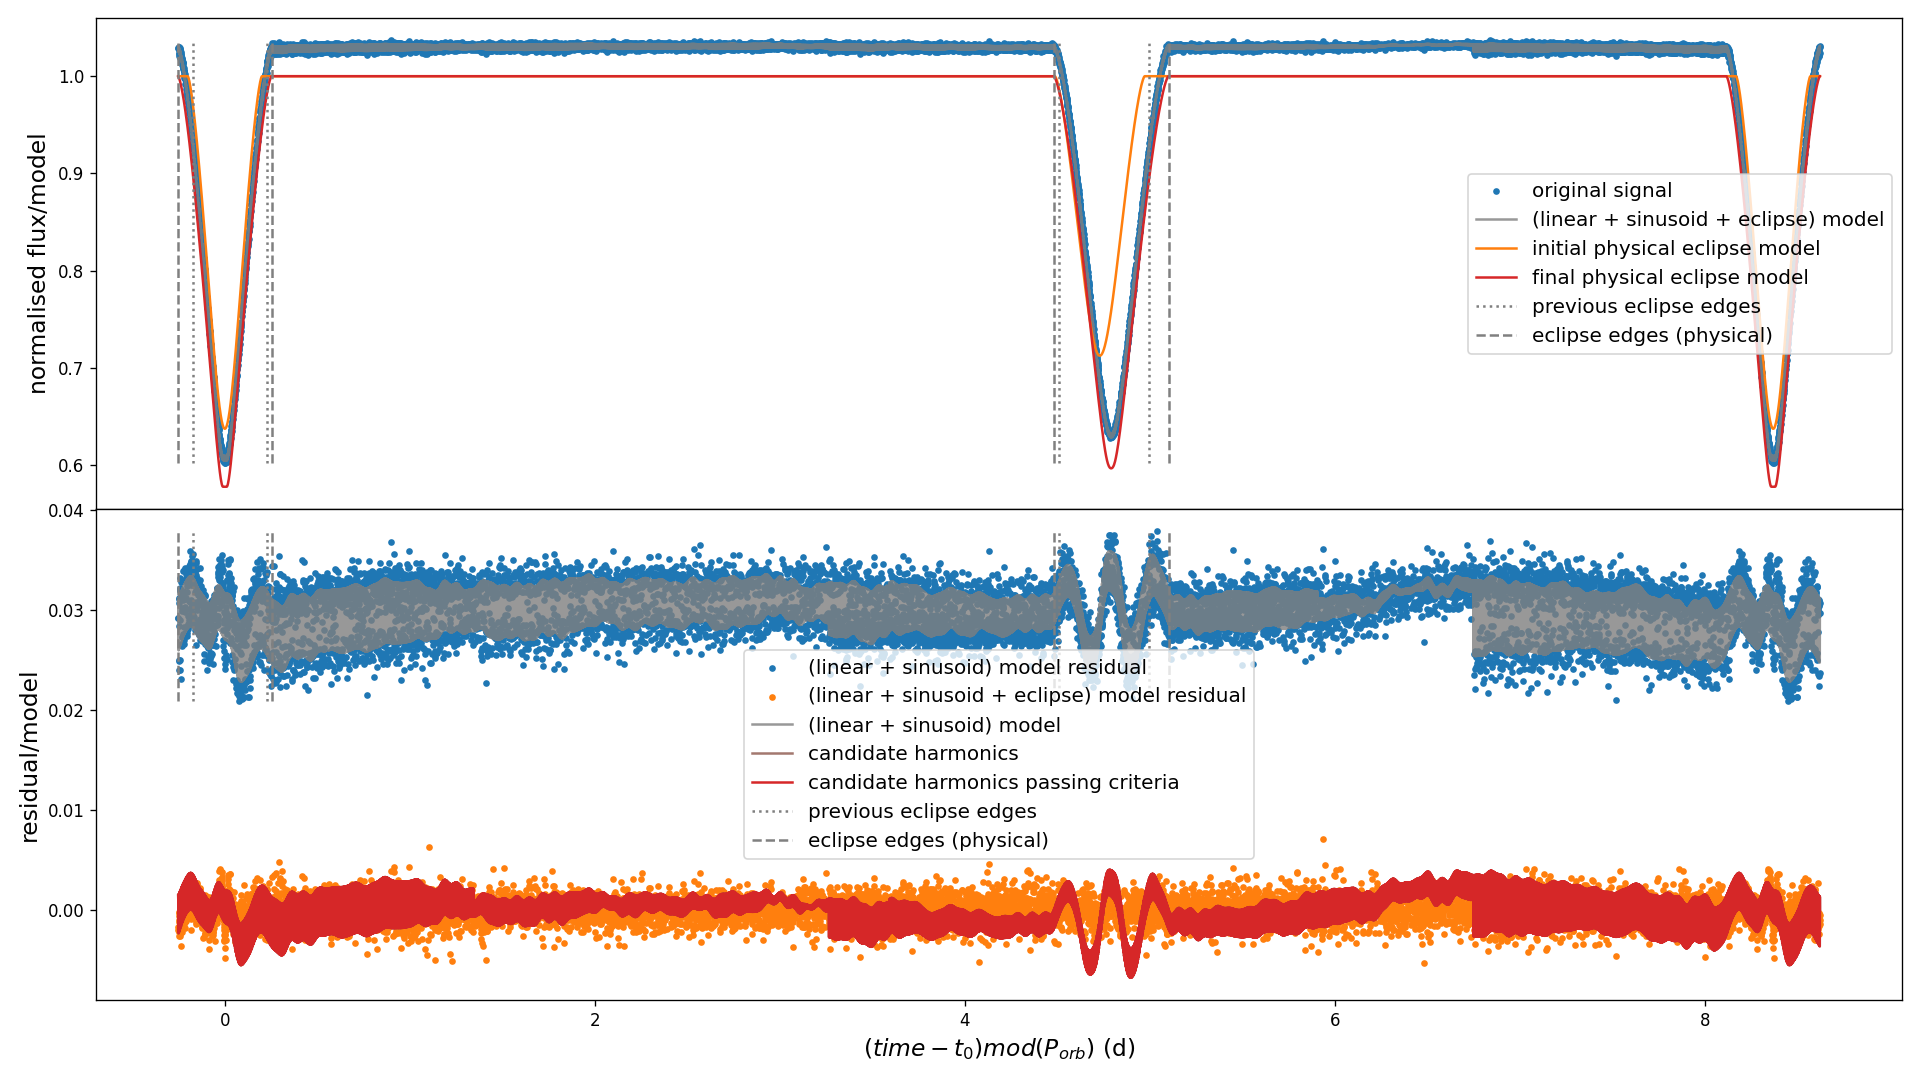 1.0
0.9
0.8
0.7
0.6
normalised flux/model
original signal
(linear + sinusoid + eclipse) model
initial physical eclipse model
final physical eclipse model
previous eclipse edges
eclipse edges (physical)
0.04
0.03
0.02
0.01
0.00
residual/model
(linear + sinusoid) model residual
(linear + sinusoid + eclipse) model residual
(linear + sinusoid) model
candidate harmonics
candidate harmonics passing criteria
previous eclipse edges
eclipse edges (physical)
0 2 4 6 8
(time − t₀)mod(Pₒᵣb) (d)